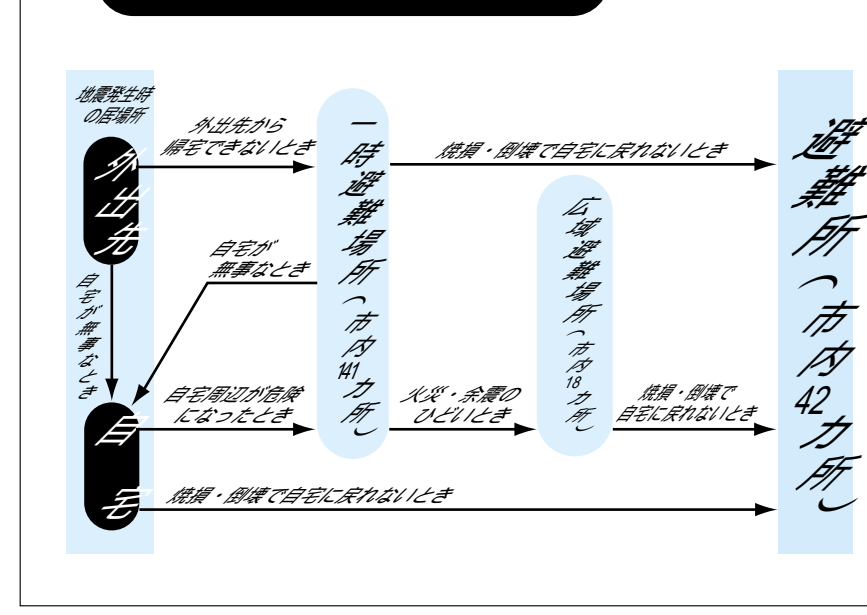 地震発生時
の居場所
外出先
自宅が無事なとき
自宅
外出先から
帰宅できないとき
自宅が
無事なとき
自宅周辺が危険
になったとき
焼損・倒壊で自宅に戻れないとき
一時避難場所（市内141カ所）
焼損・倒壊で自宅に戻れないとき
火災・余震の
ひどいとき
広域避難場所（市内18カ所）
焼損・倒壊で
自宅に戻れないとき
避難所（市内42カ所）